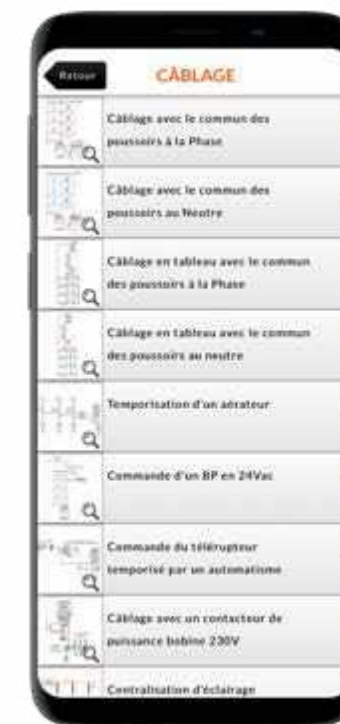 Retour
CÂBLAGE
Câblage avec le commun des
poussoirs à la Phase
Câblage avec le commun des
poussoirs au Neutre
Câblage en tableau avec le commun
des poussoirs à la Phase
Câblage en tableau avec le commun
des poussoirs au neutre
Temporisation d'un aérateur
Commande d'un BP en 24Vac
Commande du télérupteur
temporisé par un automatisme
Câblage avec un contacteur de
puissance bobine 230V
Centralisation d'éclairage